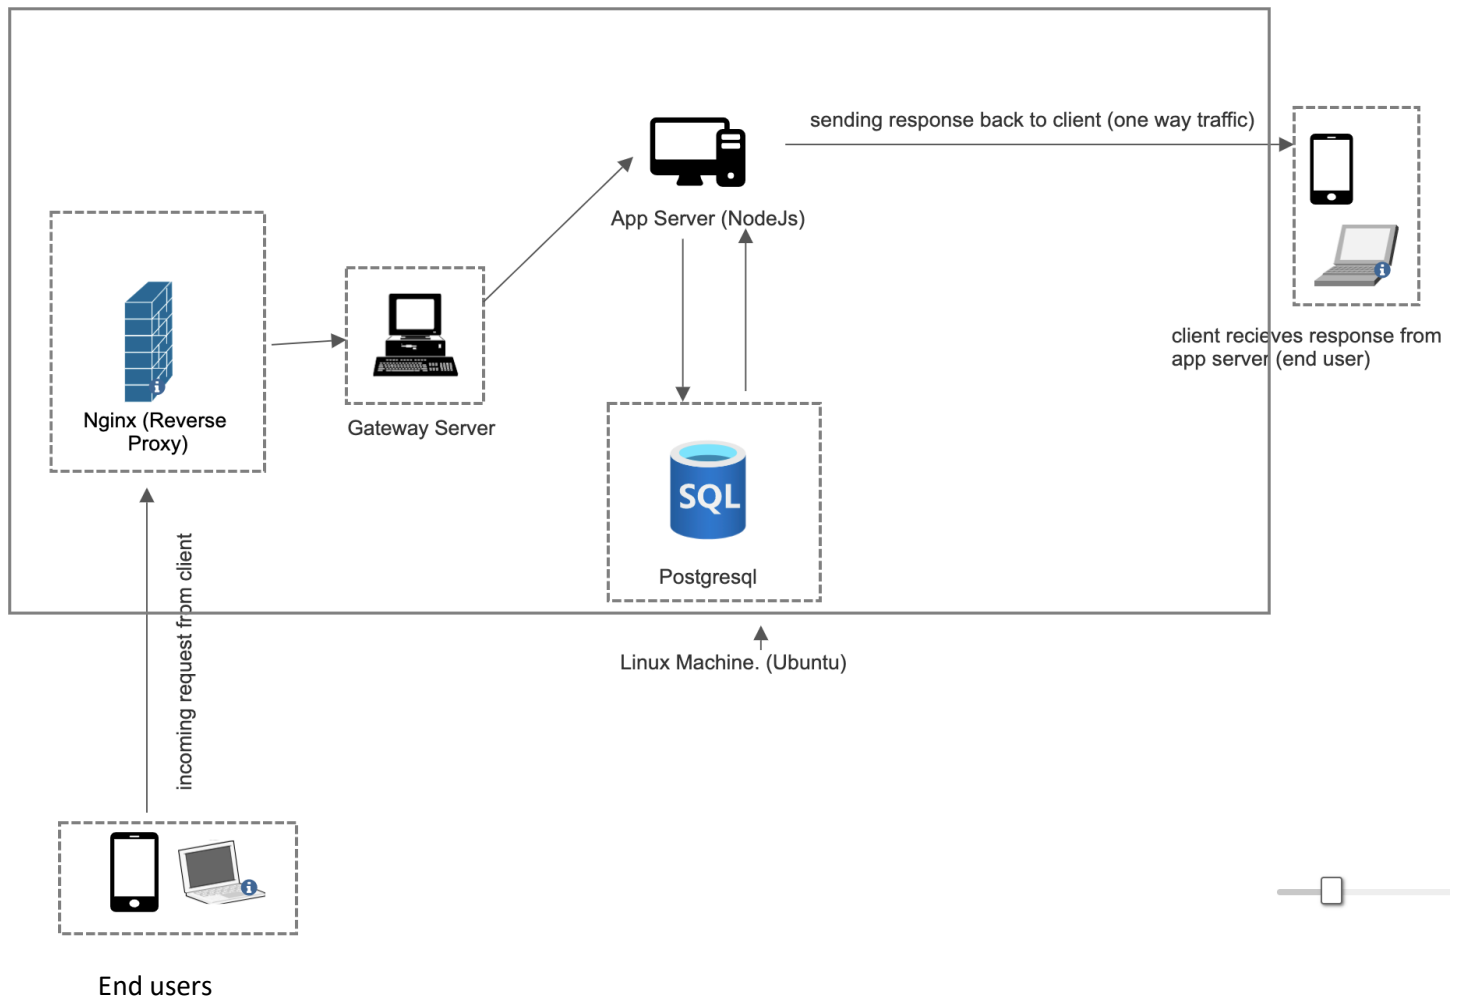 sending response back to client (one way traffic)
App Server (NodeJs)
client recieves response from
app server (end user)
Nginx (Reverse
Proxy)
Gateway Server
SQL
Postgresql
incoming request from client
Linux Machine. (Ubuntu)
End users